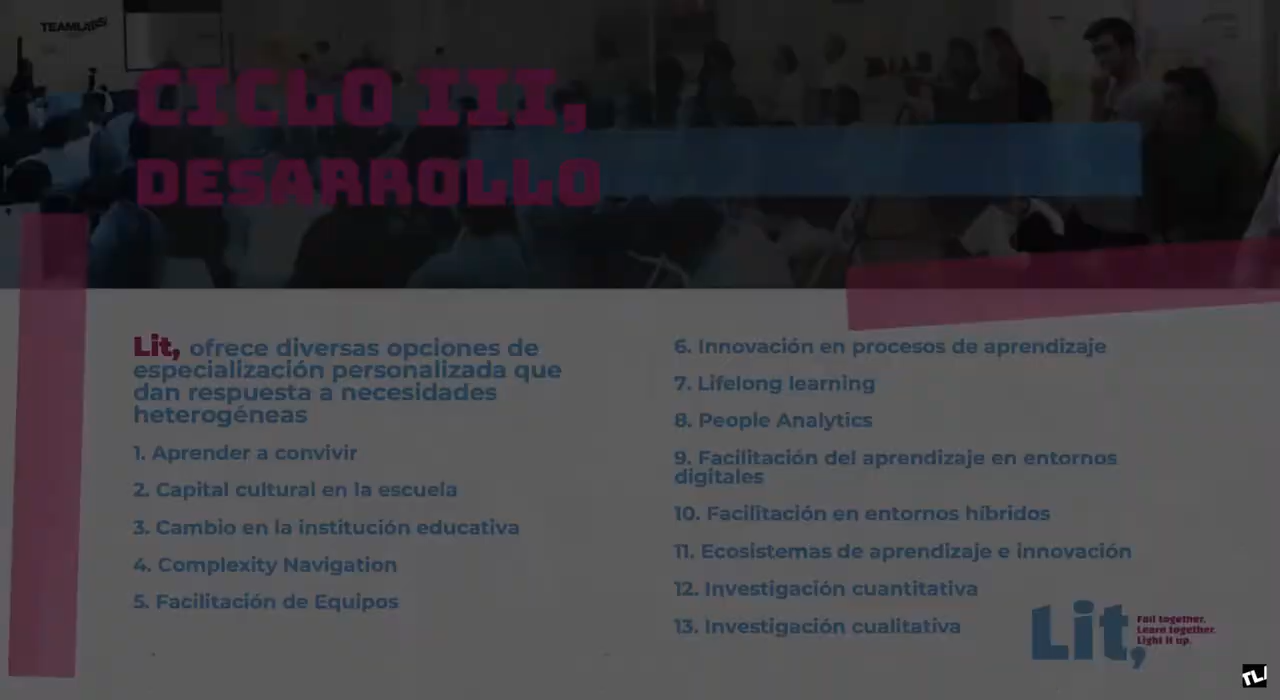 TEAMLABS/
CICLO III,
DESARROLLO
Lit, ofrece diversas opciones de
especialización personalizada que
dan respuesta a necesidades
heterogéneas
1. Aprender a convivir
2. Capital cultural en la escuela
3. Cambio en la institución educativa
4. Complexity Navigation
5. Facilitación de Equipos
6. Innovación en procesos de aprendizaje
7. Lifelong learning
8. People Analytics
9. Facilitación del aprendizaje en entornos
digitales
10. Facilitación en entornos híbridos
11. Ecosistemas de aprendizaje e innovación
12. Investigación cuantitativa
13. Investigación cualitativa
Lit,
Fail together.
Learn together.
Light it up.
TL/